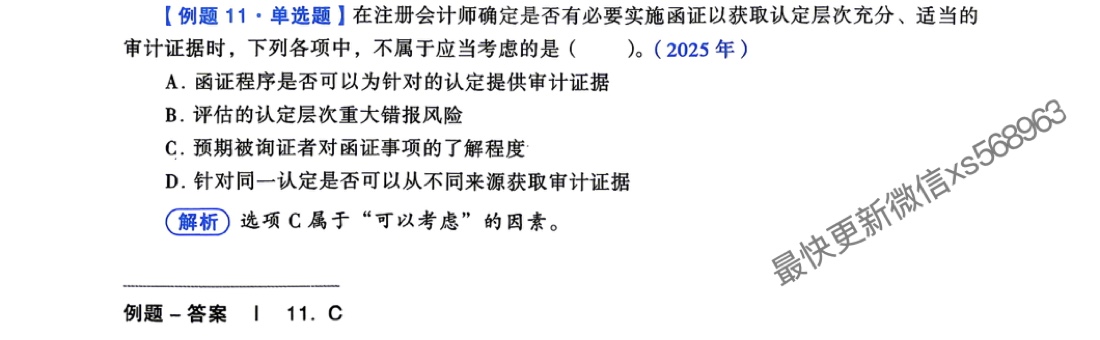 【例题 11·单选题】在注册会计师确定是否有必要实施函证以获取认定层次充分、适当的
审计证据时，下列各项中，不属于应当考虑的是（　　）。（2025 年）
A. 函证程序是否可以为针对的认定提供审计证据
B. 评估的认定层次重大错报风险
C. 预期被询证者对函证事项的了解程度
D. 针对同一认定是否可以从不同来源获取审计证据
解析 选项 C 属于“可以考虑”的因素。
最快更新微信xs568963
例题 – 答案 | 11. C